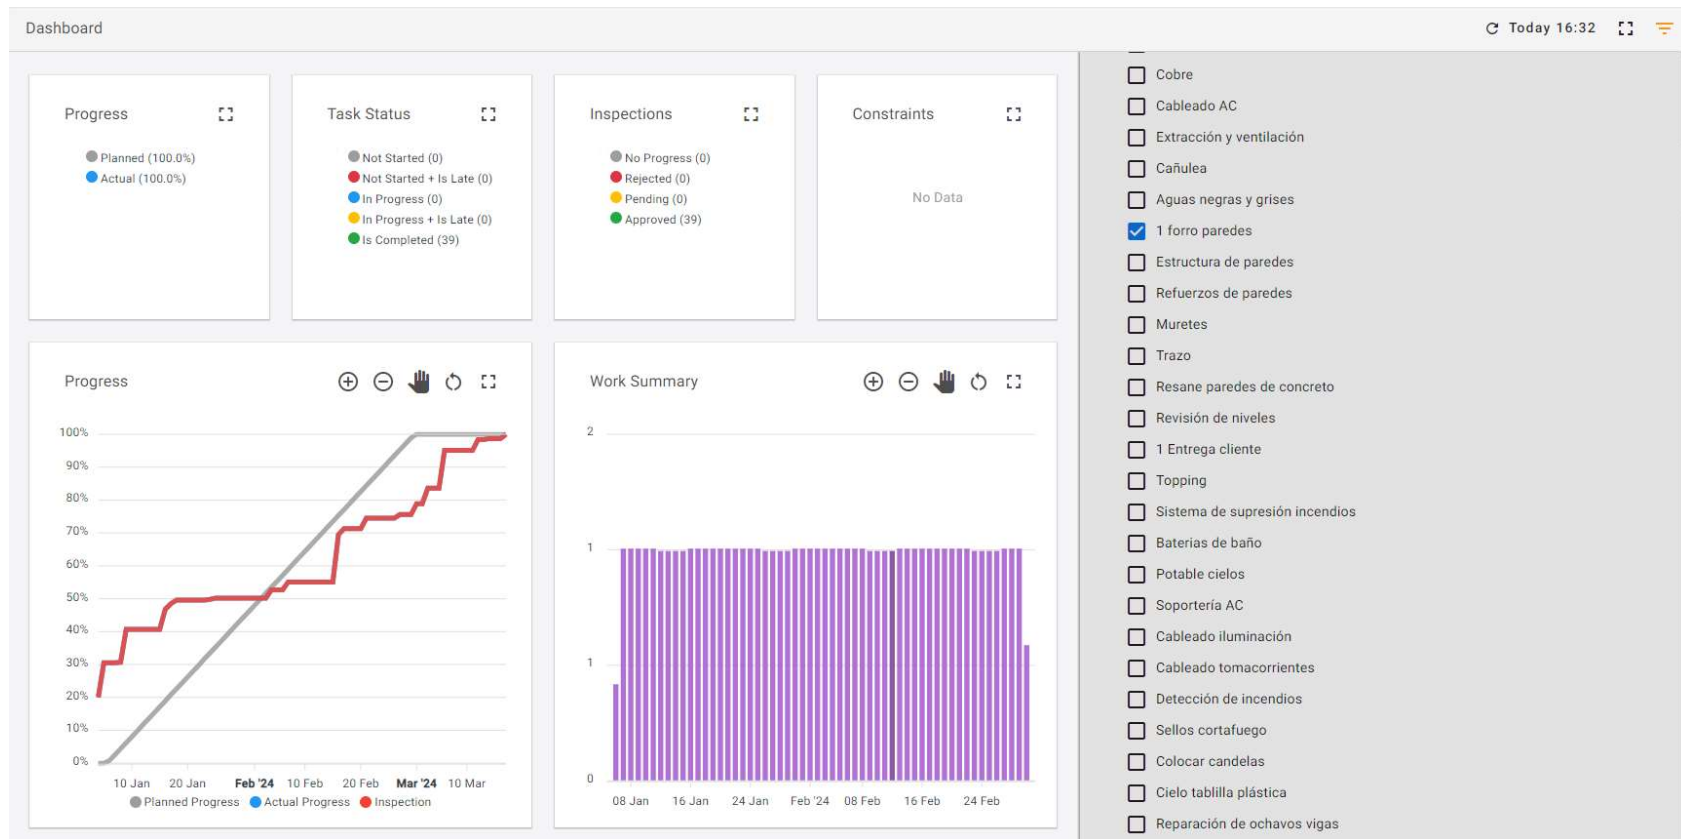 Dashboard
Today 16:32
Progress
Planned (100.0%)
Actual (100.0%)
Task Status
Not Started (0)
Not Started + Is Late (0)
In Progress (0)
In Progress + Is Late (0)
Is Completed (39)
Inspections
No Progress (0)
Rejected (0)
Pending (0)
Approved (39)
Constraints
No Data
Progress
100%
90%
80%
70%
60%
50%
40%
30%
20%
10%
0%
10 Jan 20 Jan Feb '24 10 Feb 20 Feb Mar '24 10 Mar
Planned Progress Actual Progress Inspection
Work Summary
2
1
1
0
08 Jan 16 Jan 24 Jan Feb '24 08 Feb 16 Feb 24 Feb
Cobre
Cableado AC
Extracción y ventilación
Cañulea
Aguas negras y grises
1 forro paredes
Estructura de paredes
Refuerzos de paredes
Muretes
Trazo
Resane paredes de concreto
Revisión de niveles
1 Entrega cliente
Topping
Sistema de supresión incendios
Baterias de baño
Potable cielos
Soportería AC
Cableado iluminación
Cableado tomacorrientes
Detección de incendios
Sellos cortafuego
Colocar candelas
Cielo tablilla plástica
Reparación de ochavos vigas